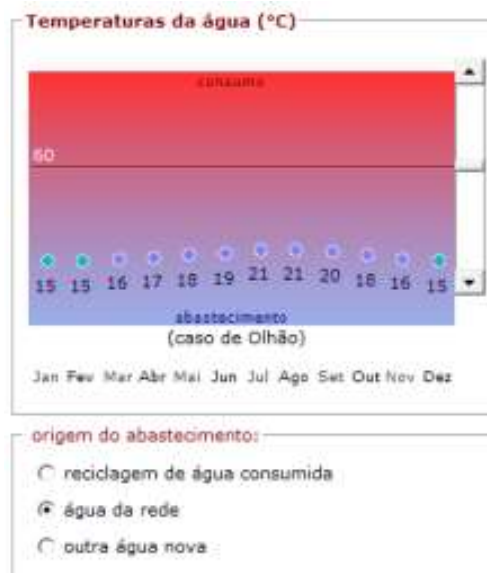 Temperaturas da água (°C)
consumo
60
15 15 16 17 18 19 21 21 20 18 16 15
abastecimento
(caso de Olhão)
Jan Fev Mar Abr Mai Jun Jul Ago Set Out Nov Dez
origem do abastecimento:
reciclagem de água consumida
água da rede
outra água nova